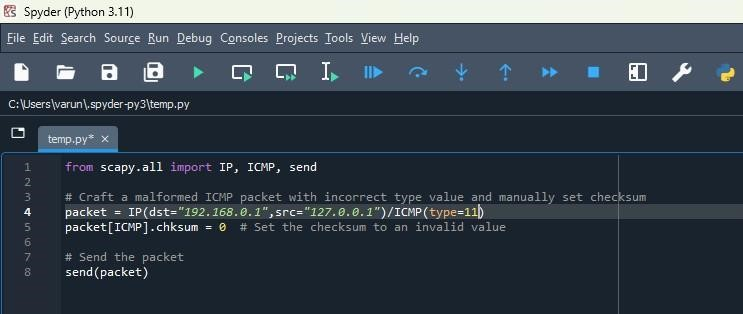 Spyder (Python 3.11)
File Edit Search Source Run Debug Consoles Projects Tools View Help
C:\Users\varun\.spyder-py3\temp.py
temp.py*
1 from scapy.all import IP, ICMP, send
2
3 # Craft a malformed ICMP packet with incorrect type value and manually set checksum
4 packet = IP(dst="192.168.0.1",src="127.0.0.1")/ICMP(type=11)
5 packet[ICMP].chksum = 0  # Set the checksum to an invalid value
6
7 # Send the packet
8 send(packet)